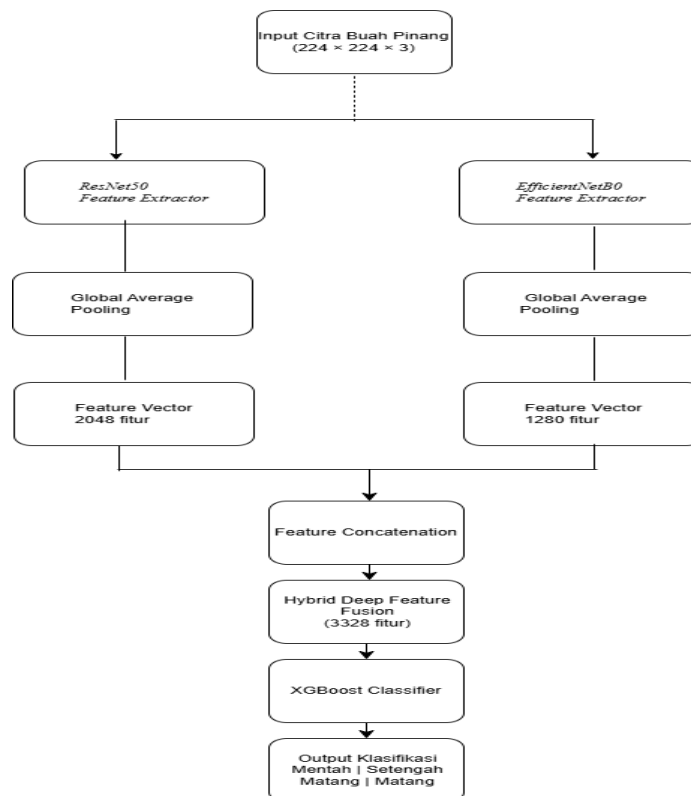 Input Citra Buah Pinang
(224 × 224 × 3)
ResNet50
Feature Extractor
EfficientNetB0
Feature Extractor
Global Average
Pooling
Global Average
Pooling
Feature Vector
2048 fitur
Feature Vector
1280 fitur
Feature Concatenation
Hybrid Deep Feature
Fusion
(3328 fitur)
XGBoost Classifier
Output Klasifikasi
Mentah | Setengah
Matang | Matang